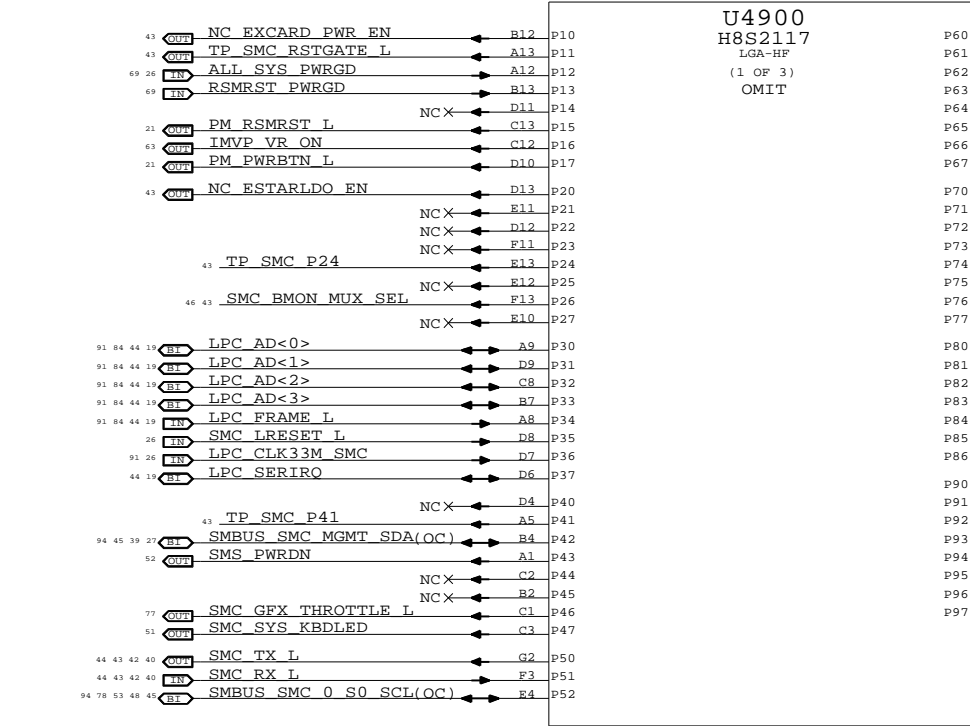 U4900
H8S2117
LGA-HF
(1 OF 3)
OMIT
43 OUT NC_EXCARD_PWR_EN B12 P10 P60
43 OUT TP_SMC_RSTGATE_L A13 P11 P61
69 26 IN ALL_SYS_PWRGD A12 P12 P62
69 IN RSMRST_PWRGD B13 P13 P63
NC D11 P14 P64
21 OUT PM_RSMRST_L C13 P15 P65
63 OUT IMVP_VR_ON C12 P16 P66
21 OUT PM_PWRBTN_L D10 P17 P67
43 OUT NC_ESTARLDO_EN D13 P20 P70
NC E11 P21 P71
NC D12 P22 P72
NC F11 P23 P73
43 TP_SMC_P24 E13 P24 P74
NC E12 P25 P75
46 43 SMC_BMON_MUX_SEL F13 P26 P76
NC E10 P27 P77
91 84 44 19 BI LPC_AD<0> A9 P30 P80
91 84 44 19 BI LPC_AD<1> D9 P31 P81
91 84 44 19 BI LPC_AD<2> C8 P32 P82
91 84 44 19 BI LPC_AD<3> B7 P33 P83
91 84 44 19 IN LPC_FRAME_L A8 P34 P84
26 IN SMC_LRESET_L D8 P35 P85
91 26 IN LPC_CLK33M_SMC D7 P36 P86
44 19 BI LPC_SERIRQ D6 P37 P90
NC D4 P40 P91
43 TP_SMC_P41 A5 P41 P92
94 45 39 27 BI SMBUS_SMC_MGMT_SDA(OC) B4 P42 P93
52 OUT SMS_PWRDN A1 P43 P94
NC C2 P44 P95
NC B2 P45 P96
77 OUT SMC_GFX_THROTTLE_L C1 P46 P97
51 OUT SMC_SYS_KBDLED C3 P47
44 43 42 40 OUT SMC_TX_L G2 P50
44 43 42 40 IN SMC_RX_L F3 P51
94 78 53 48 45 BI SMBUS_SMC_0_S0_SCL(OC) E4 P52